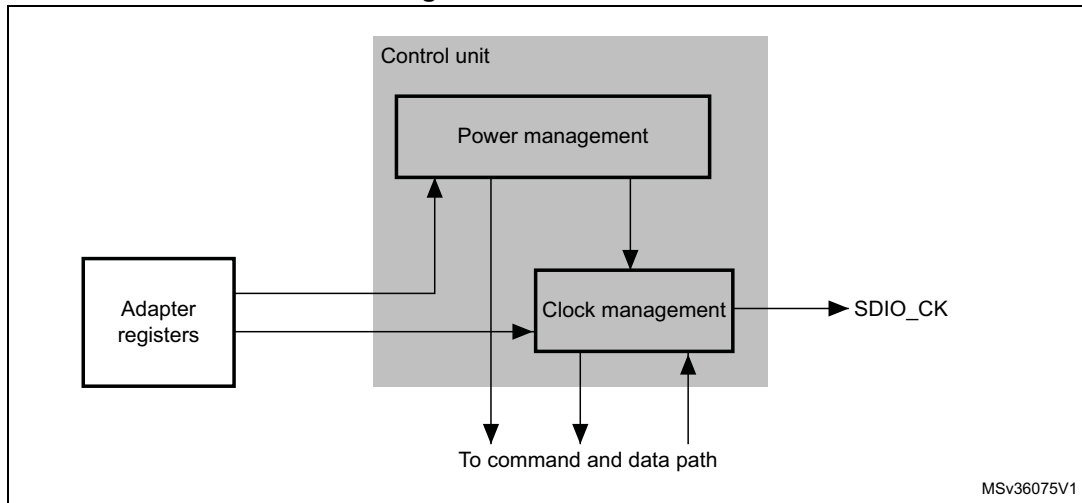 Control unit
Power management
Adapter
registers
Clock management
SDIO_CK
To command and data path
MSv36075V1